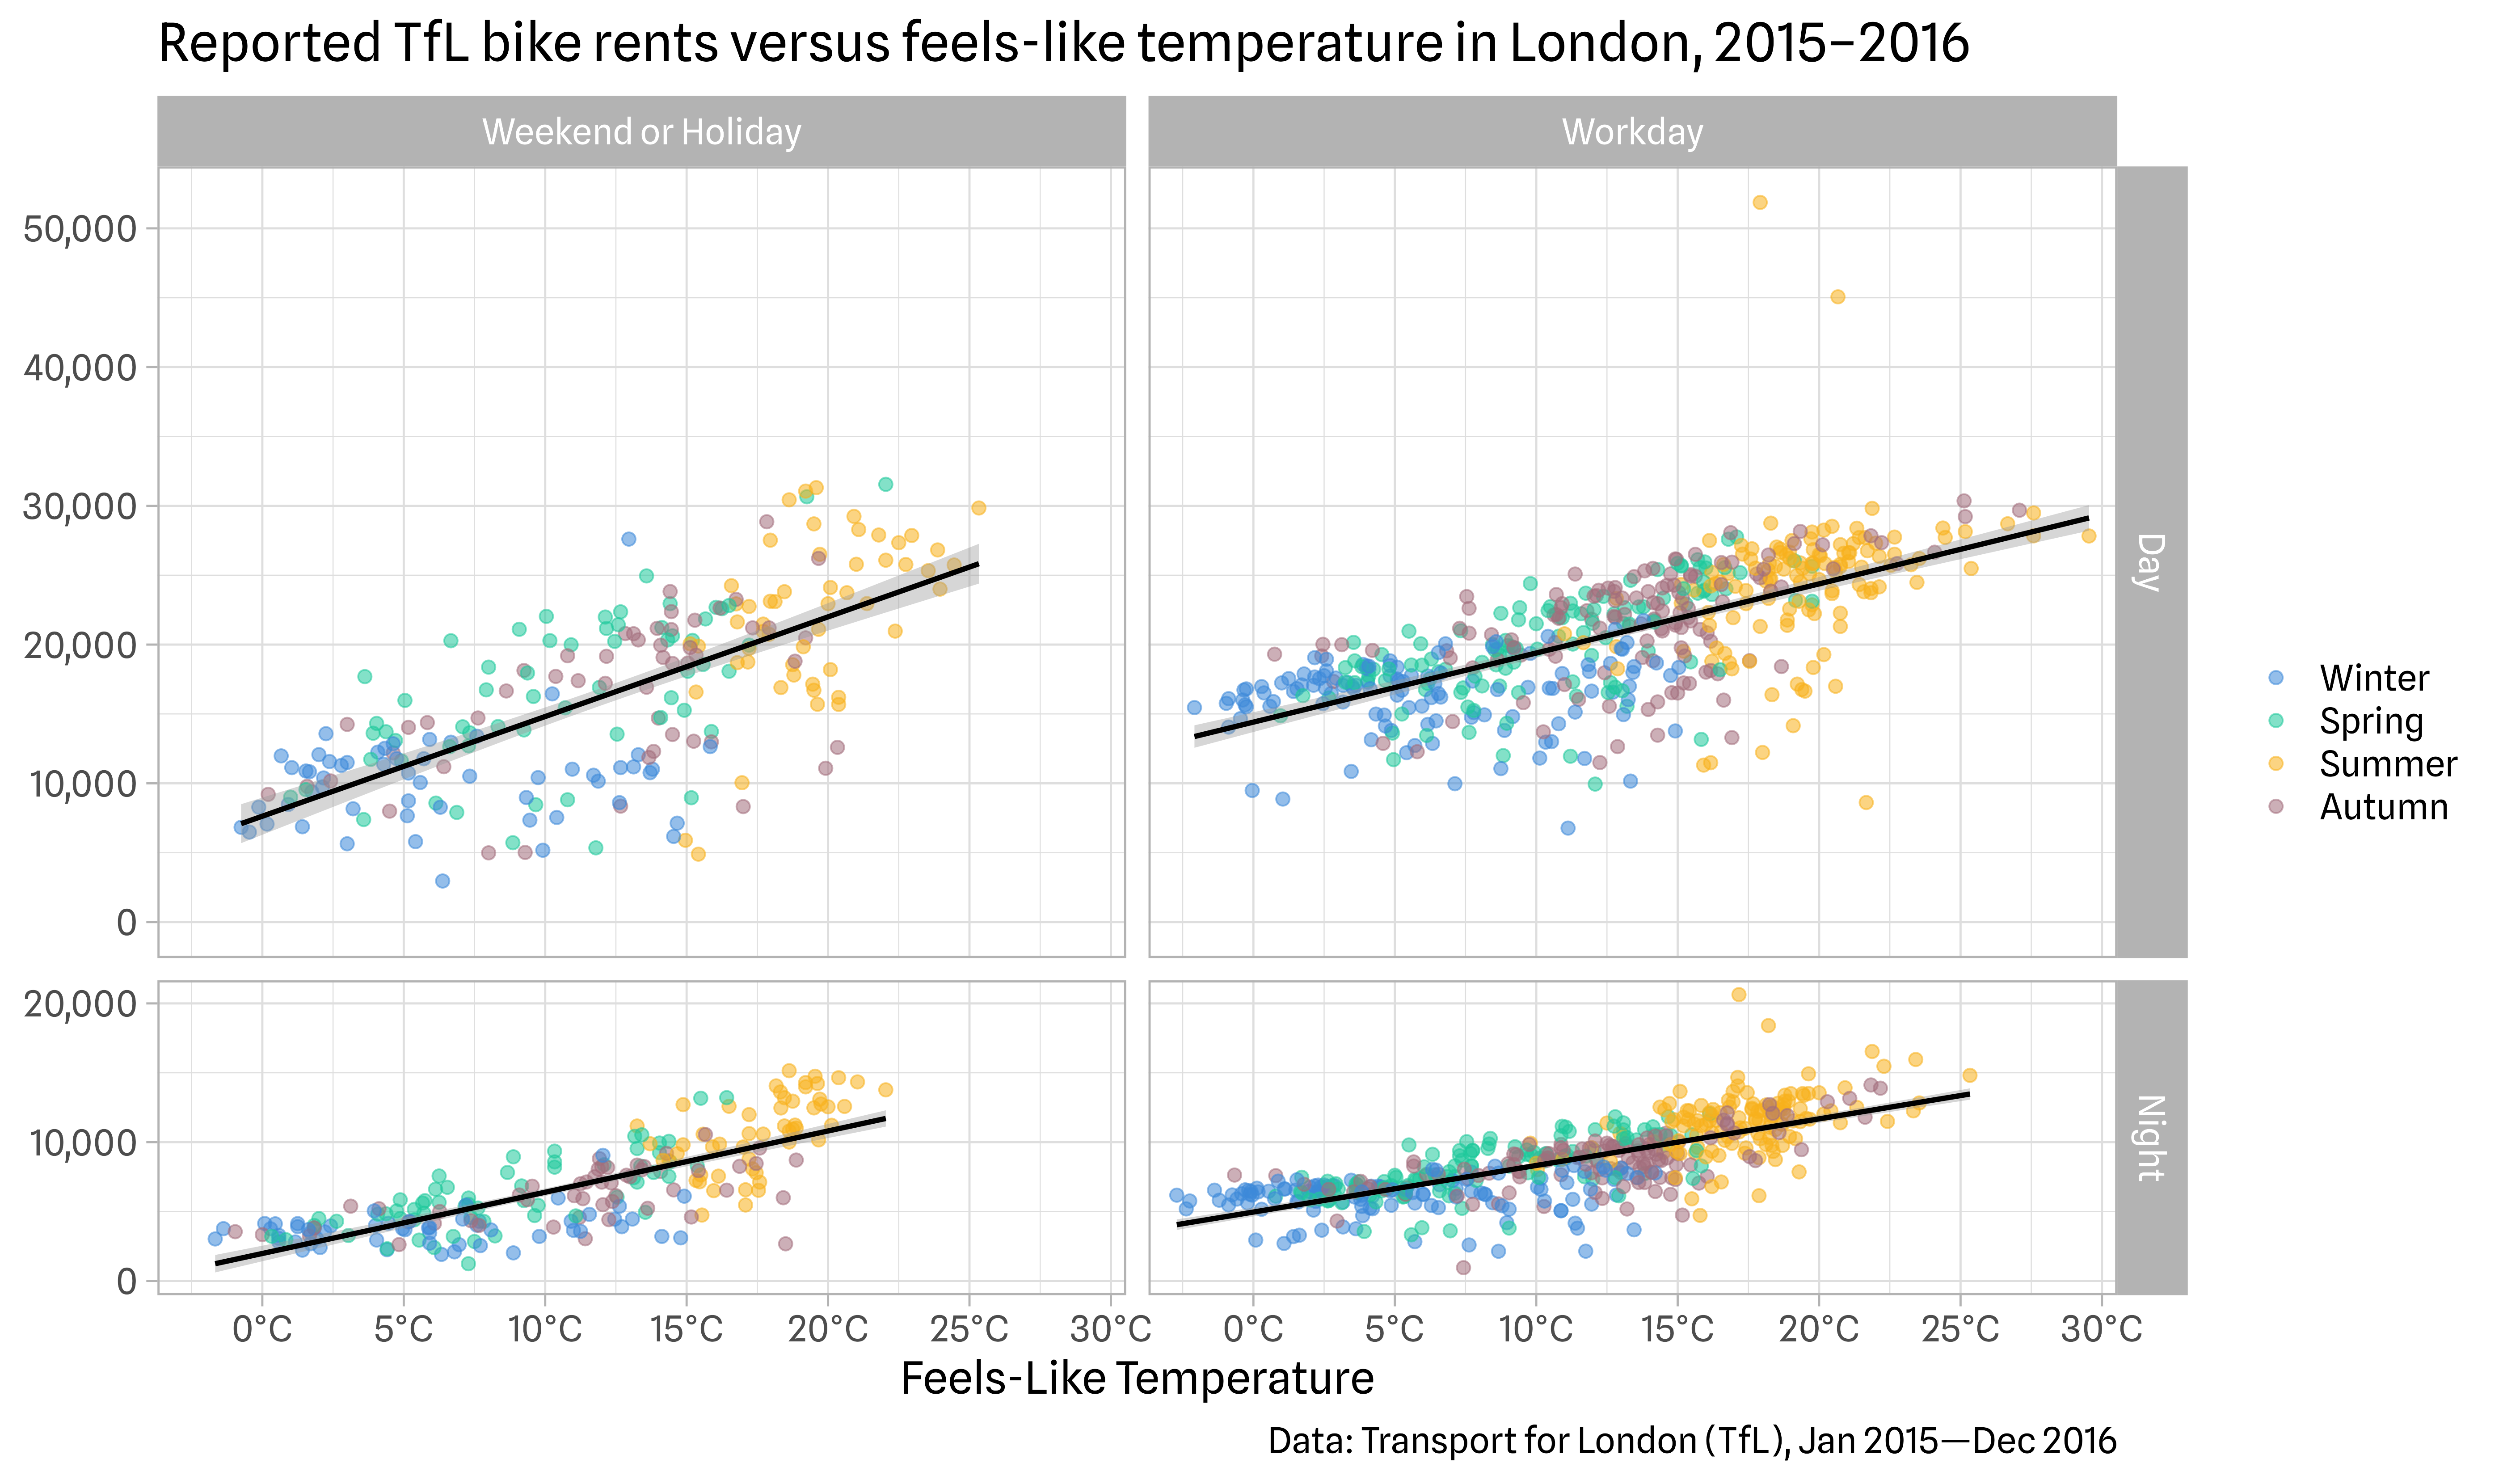 Reported TfL bike rents versus feels-like temperature in London, 2015–2016
Weekend or Holiday
Workday
50,000
40,000
30,000
20,000
10,000
0
Day
20,000
10,000
0
Night
0°C 5°C 10°C 15°C 20°C 25°C 30°C
0°C 5°C 10°C 15°C 20°C 25°C 30°C
Feels-Like Temperature
Winter
Spring
Summer
Autumn
Data: Transport for London (TfL), Jan 2015—Dec 2016